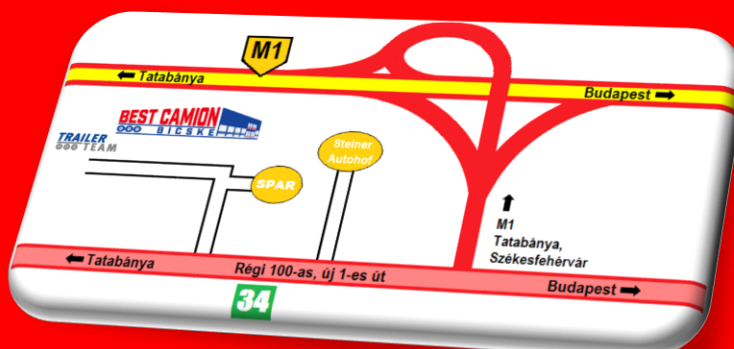 M1
← Tatabánya
Budapest →
BEST CAMION
BICSKE
TRAILER
TEAM
Steiner
Autohof
SPAR
↑
M1
Tatabánya,
Székesfehérvár
← Tatabánya
Régi 100-as, új 1-es út
Budapest →
34